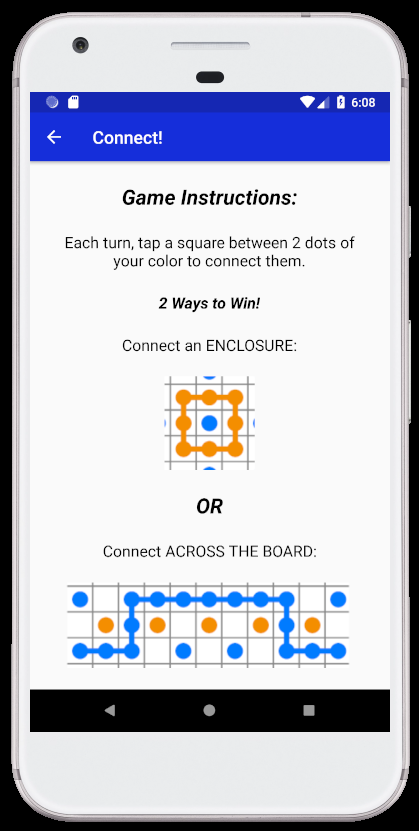 6:08
Connect!
Game Instructions:
Each turn, tap a square between 2 dots of
your color to connect them.
2 Ways to Win!
Connect an ENCLOSURE:
OR
Connect ACROSS THE BOARD: